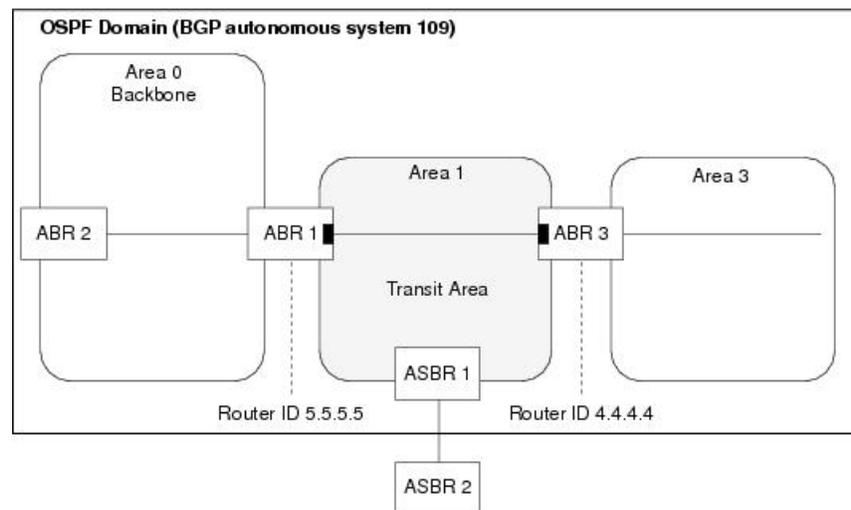 OSPF Domain (BGP autonomous system 109)
Area 0
Backbone
Area 1
Area 3
ABR 2
ABR 1
ABR 3
Transit Area
ASBR 1
Router ID 5.5.5.5
Router ID 4.4.4.4
ASBR 2